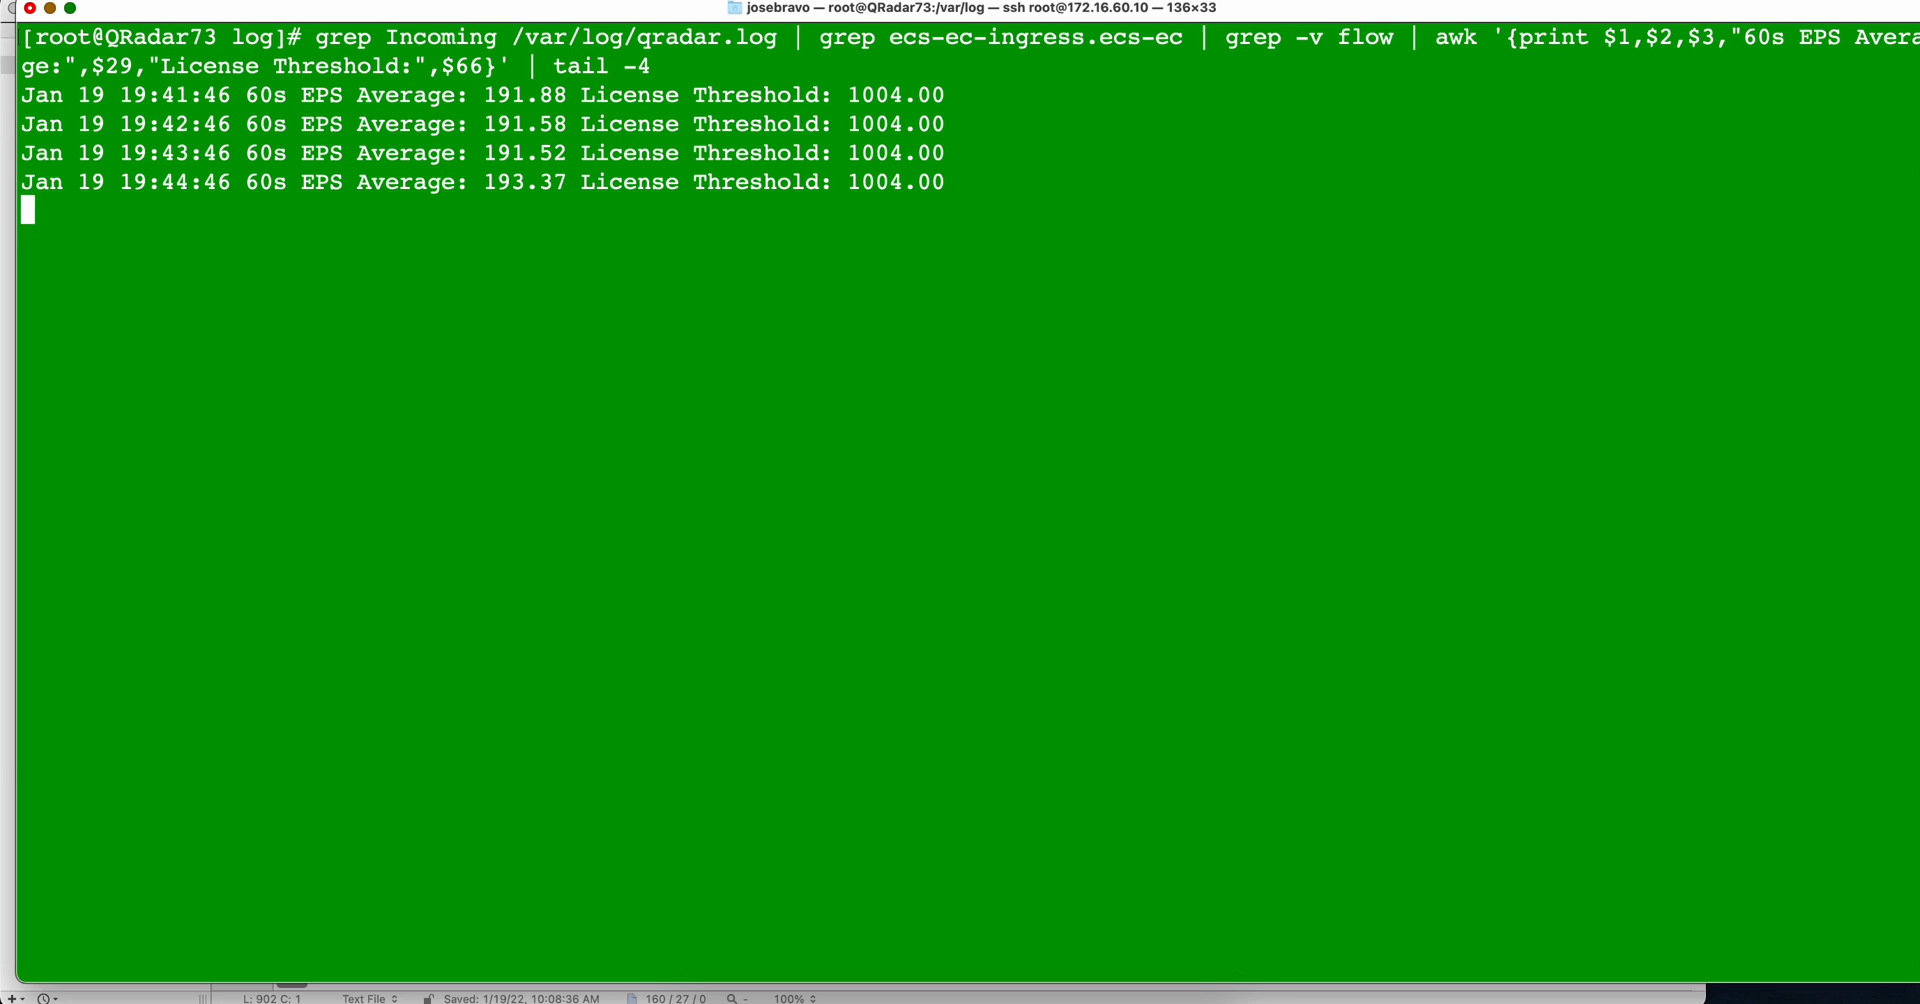 josebravo — root@QRadar73:/var/log — ssh root@172.16.60.10 — 136×33
[root@QRadar73 log]# grep Incoming /var/log/qradar.log | grep ecs-ec-ingress.ecs-ec | grep -v flow | awk '{print $1,$2,$3,"60s EPS Avera
ge:",$29,"License Threshold:",$66}' | tail -4
Jan 19 19:41:46 60s EPS Average: 191.88 License Threshold: 1004.00
Jan 19 19:42:46 60s EPS Average: 191.58 License Threshold: 1004.00
Jan 19 19:43:46 60s EPS Average: 191.52 License Threshold: 1004.00
Jan 19 19:44:46 60s EPS Average: 193.37 License Threshold: 1004.00
L: 902 C: 1 Text File Saved: 1/19/22, 10:08:36 AM 160 / 27 / 0 - 100%